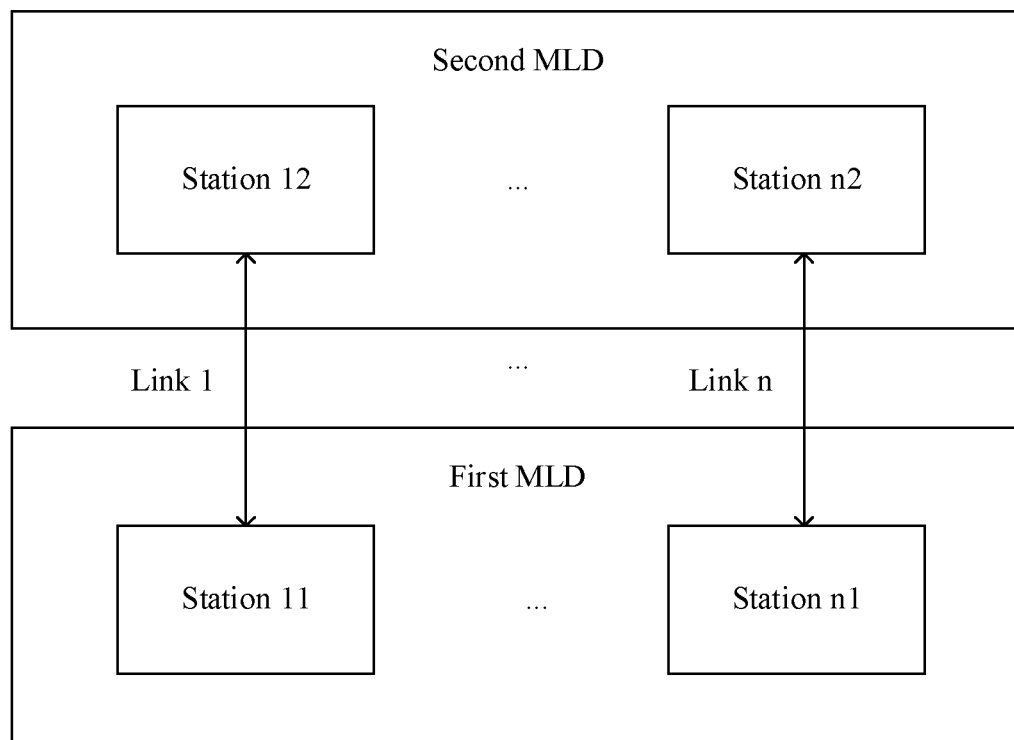 Second MLD
Station 12
...
Station n2
Link 1
...
Link n
First MLD
Station 11
...
Station n1